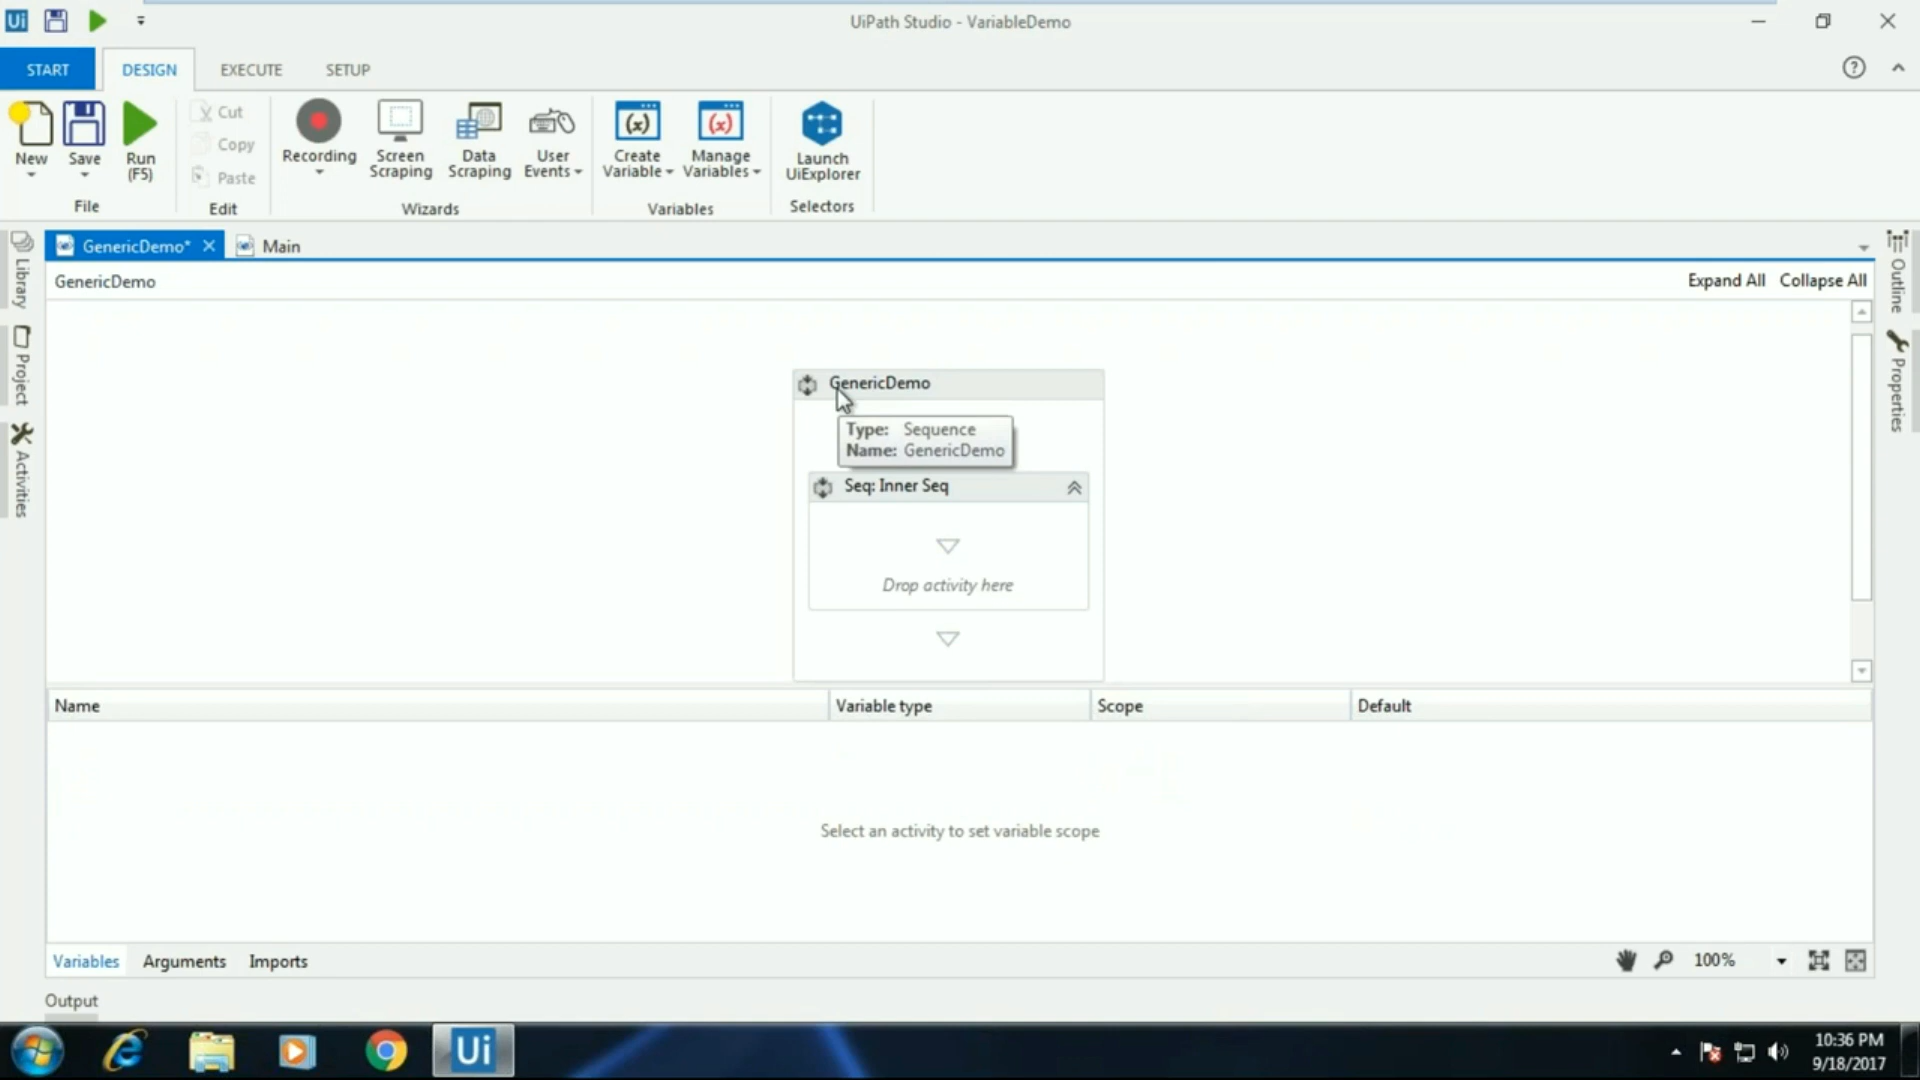 Ui
UiPath Studio - VariableDemo
START
DESIGN
EXECUTE
SETUP
New
Save
Run
(F5)
File
Cut
Copy
Paste
Edit
Recording
Screen
Scraping
Data
Scraping
User
Events
Wizards
Create
Variable
Manage
Variables
Variables
Launch
UiExplorer
Selectors
Library
Project
Activities
GenericDemo*
Main
GenericDemo
Expand All
Collapse All
Outline
Properties
GenericDemo
Type: Sequence
Name: GenericDemo
Seq: Inner Seq
Drop activity here
Name
Variable type
Scope
Default
Select an activity to set variable scope
Variables
Arguments
Imports
100%
Output
Ui
10:36 PM
9/18/2017